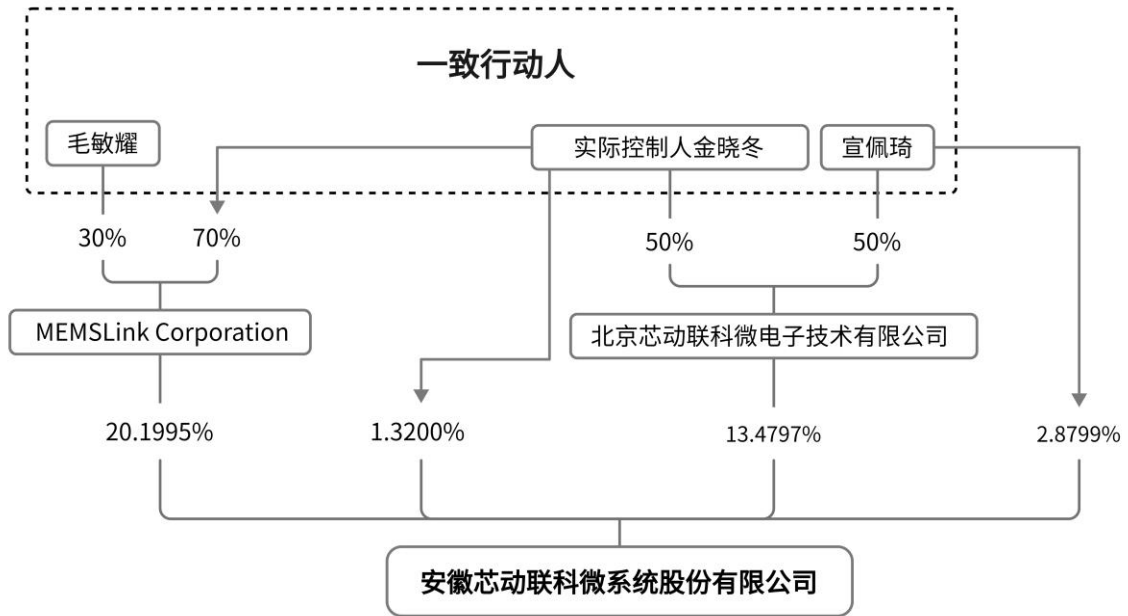 一致行动人
毛敏耀
实际控制人金晓冬
宣佩琦
30%
70%
50%
50%
MEMSLink Corporation
北京芯动联科微电子技术有限公司
20.1995%
1.3200%
13.4797%
2.8799%
安徽芯动联科微系统股份有限公司